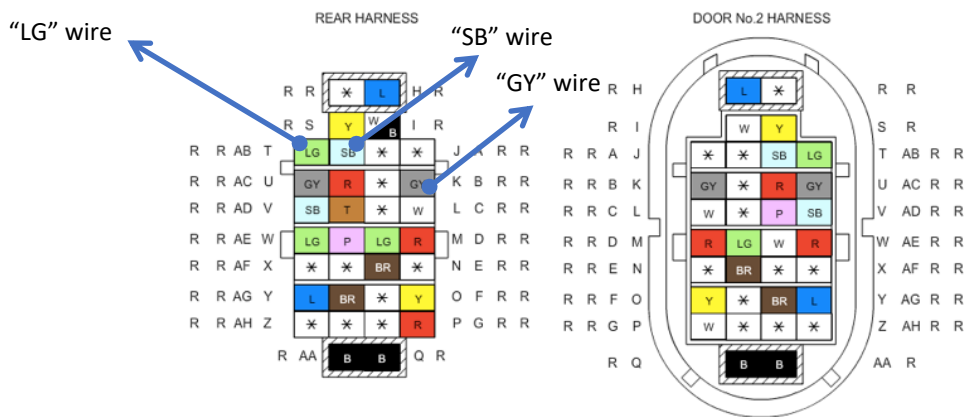 REAR HARNESS
DOOR No.2 HARNESS
“LG” wire
“SB” wire
“GY” wire
R R * L H R
R S Y W B I R
R R AB T LG SB * * J A R R
R R AC U GY R * GY K B R R
R R AD V SB T * W L C R R
R R AE W LG P LG R M D R R
R R AF X * * BR * N E R R
R R AG Y L BR * Y O F R R
R R AH Z * * * R P G R R
R AA B B Q R
R H L * R R
R I W Y S R
R R A J * * SB LG T AB R R
R R B K GY * R GY U AC R R
R R C L W * P SB V AD R R
R R D M R LG W R W AE R R
R R E N * BR * * X AF R R
R R F O Y * BR L Y AG R R
R R G P W * * * Z AH R R
R Q B B AA R